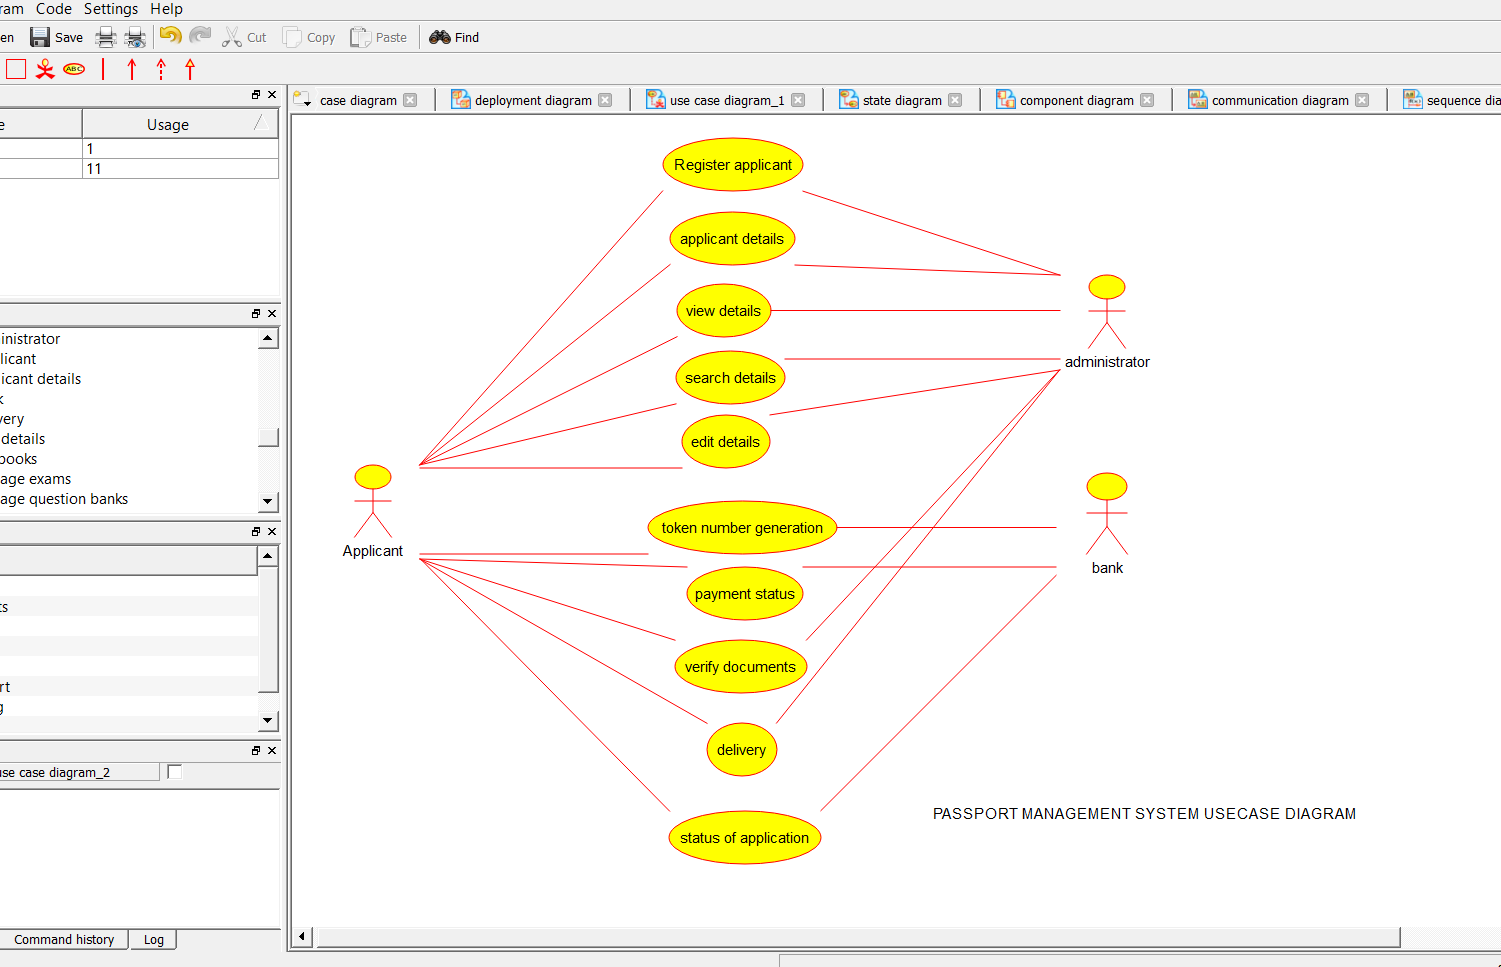 ram Code Settings Help
en Save Cut Copy Paste Find
ABC
case diagram deployment diagram use case diagram_1 state diagram component diagram communication diagram sequence dia
e Usage
1
11
inistrator
licant
icant details
k
very
details
books
age exams
age question banks
ts
rt
g
use case diagram_2
Command history Log
Register applicant
applicant details
view details
search details
edit details
token number generation
payment status
verify documents
delivery
status of application
Applicant
administrator
bank
PASSPORT MANAGEMENT SYSTEM USECASE DIAGRAM